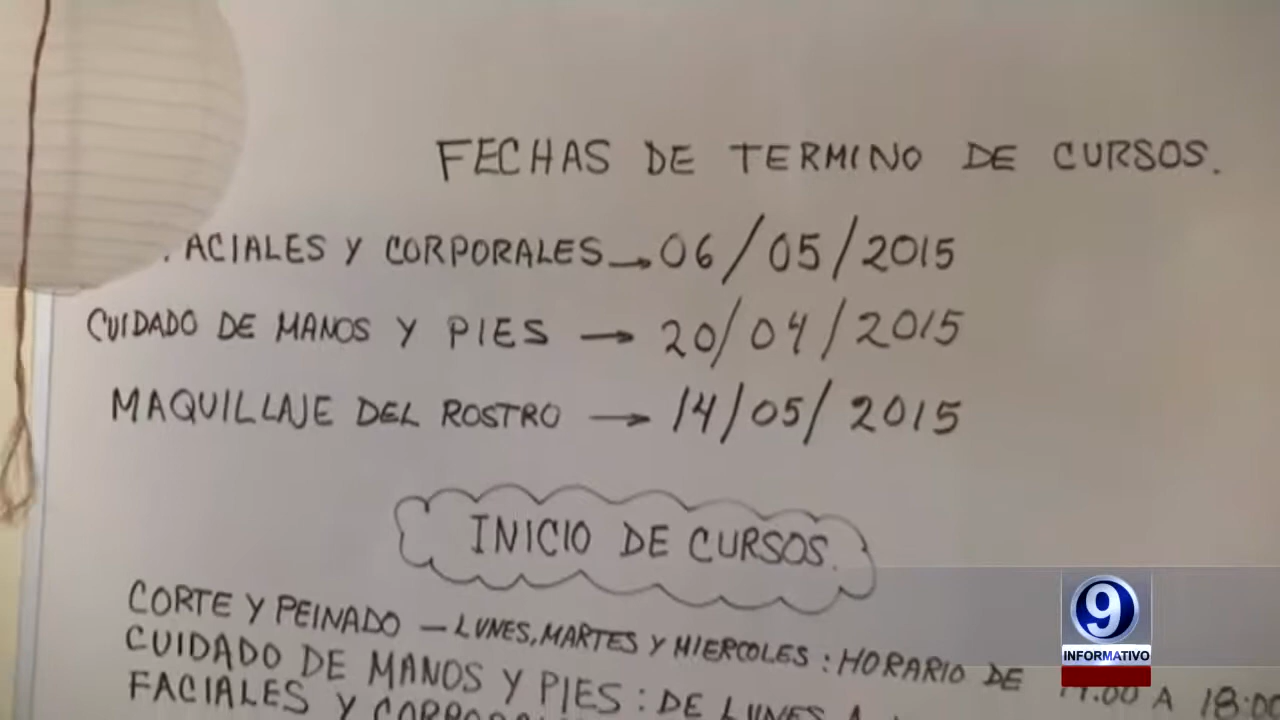 FECHAS DE TERMINO DE CURSOS.
ACIALES Y CORPORALES → 06/05/2015
CUIDADO DE MANOS Y PIES → 20/04/2015
MAQUILLAJE DEL ROSTRO → 14/05/2015
INICIO DE CURSOS.
CORTE Y PEINADO – LUNES, MARTES Y MIERCOLES : HORARIO DE A 18:00
CUIDADO DE MANOS Y PIES : DE LUNES A
FACIALES Y
9
INFORMATIVO